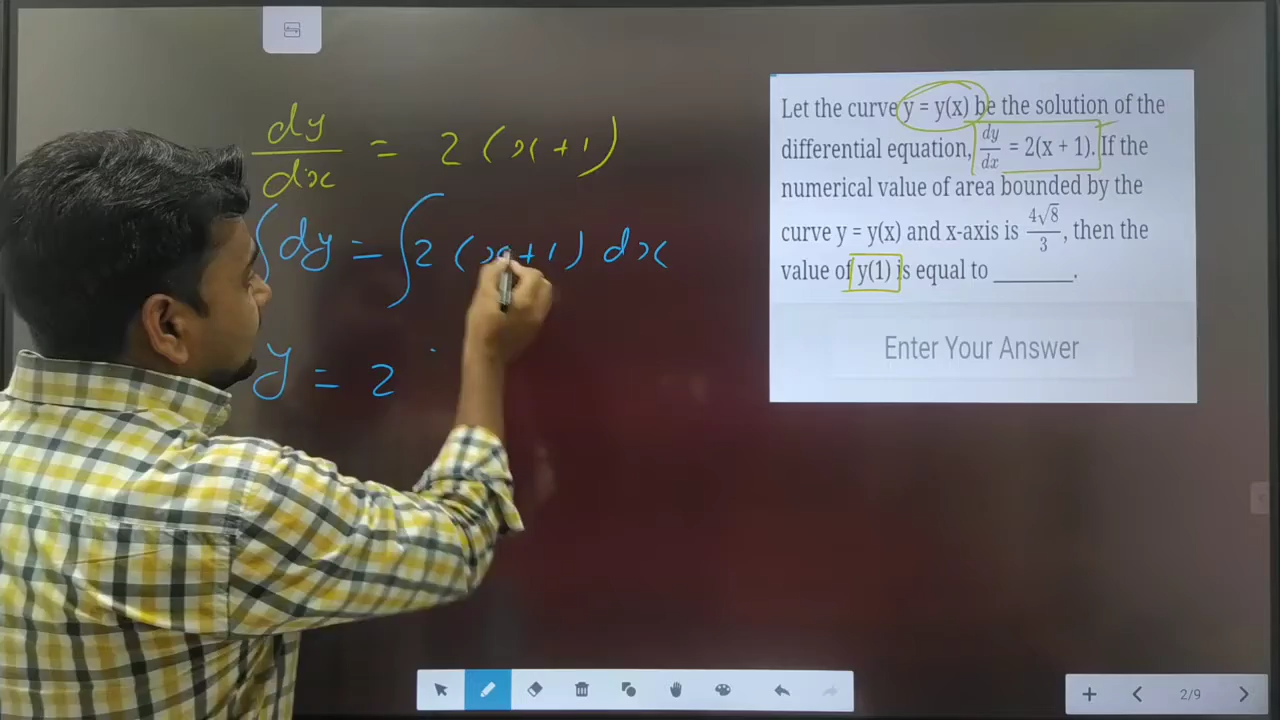 dy/dx = 2(x+1)
∫dy = ∫2(x+1) dx
y = 2
Let the curve y = y(x) be the solution of the
differential equation, dy/dx = 2(x + 1). If the
numerical value of area bounded by the
curve y = y(x) and x-axis is 4√8/3, then the
value of y(1) is equal to ________.
Enter Your Answer
2/9